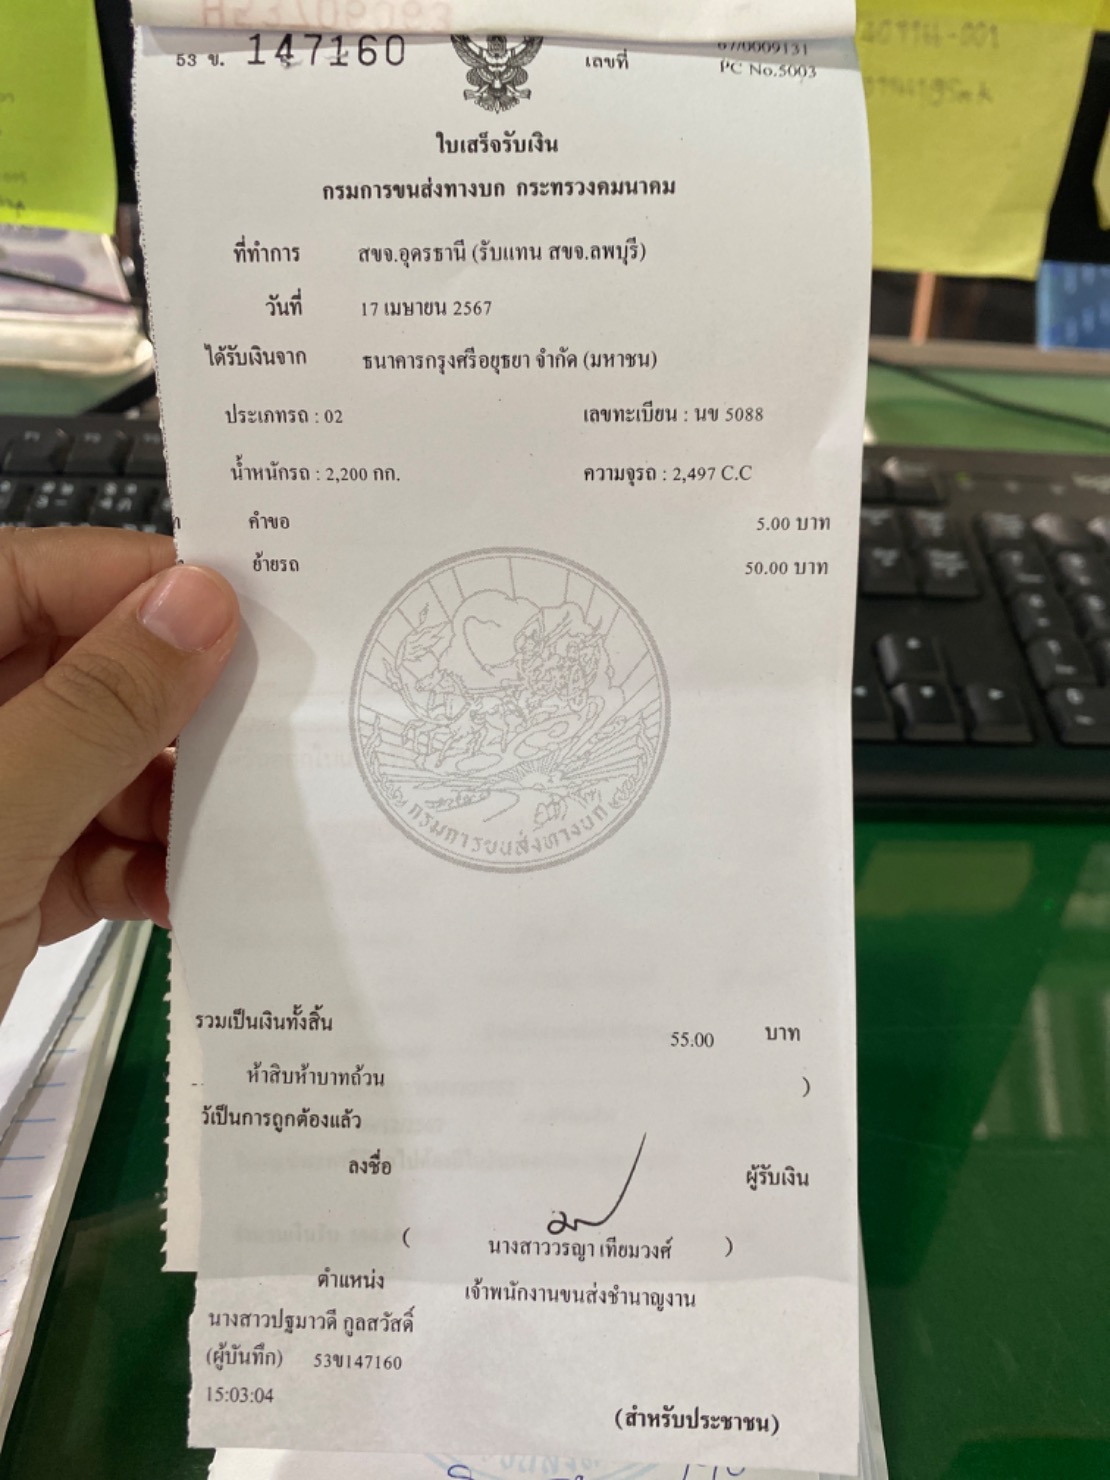 53 ข. 147160
เลขที่ 67/0009131
PC No.5003
ใบเสร็จรับเงิน
กรมการขนส่งทางบก กระทรวงคมนาคม
ที่ทำการ สขจ.อุดรธานี (รับแทน สขจ.ลพบุรี)
วันที่ 17 เมษายน 2567
ได้รับเงินจาก ธนาคารกรุงศรีอยุธยา จำกัด (มหาชน)
ประเภทรถ : 02 เลขทะเบียน : นข 5088
น้ำหนักรถ : 2,200 กก. ความจุรถ : 2,497 C.C
คำขอ 5.00 บาท
ย้ายรถ 50.00 บาท
กรมการขนส่งทางบก
รวมเป็นเงินทั้งสิ้น 55.00 บาท
ห้าสิบห้าบาทถ้วน )
ว้เป็นการถูกต้องแล้ว
ลงชื่อ ผู้รับเงิน
( นางสาววรญา เทียมวงศ์ )
ตำแหน่ง เจ้าพนักงานขนส่งชำนาญงาน
นางสาวปฐมาวดี กูลสวัสดิ์
(ผู้บันทึก) 53ข147160
15:03:04
(สำหรับประชาชน)